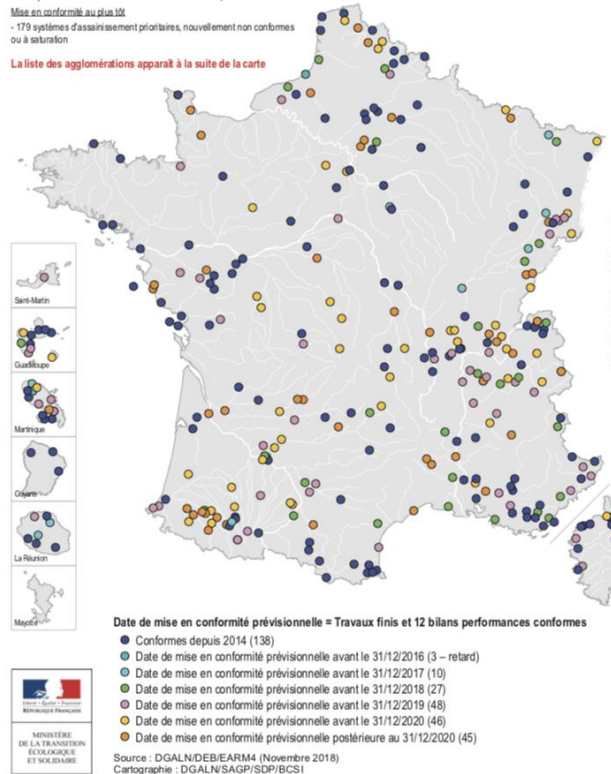 Mise en conformité au plus tôt
- 179 systèmes d'assainissement prioritaires, nouvellement non conformes
ou à saturation
La liste des agglomérations apparaît à la suite de la carte
Saint-Martin
Guadeloupe
Martinique
Guyane
La Réunion
Mayotte
Date de mise en conformité prévisionnelle = Travaux finis et 12 bilans performances conformes
Conformes depuis 2014 (138)
Date de mise en conformité prévisionnelle avant le 31/12/2016 (3 – retard)
Date de mise en conformité prévisionnelle avant le 31/12/2017 (10)
Date de mise en conformité prévisionnelle avant le 31/12/2018 (27)
Date de mise en conformité prévisionnelle avant le 31/12/2019 (48)
Date de mise en conformité prévisionnelle avant le 31/12/2020 (46)
Date de mise en conformité prévisionnelle postérieure au 31/12/2020 (45)
Liberté • Égalité • Fraternité
RÉPUBLIQUE FRANÇAISE
MINISTÈRE
DE LA TRANSITION
ÉCOLOGIQUE
ET SOLIDAIRE
Source : DGALN/DEB/EARM4 (Novembre 2018)
Cartographie : DGALN/SAGP/SDP/BCSI